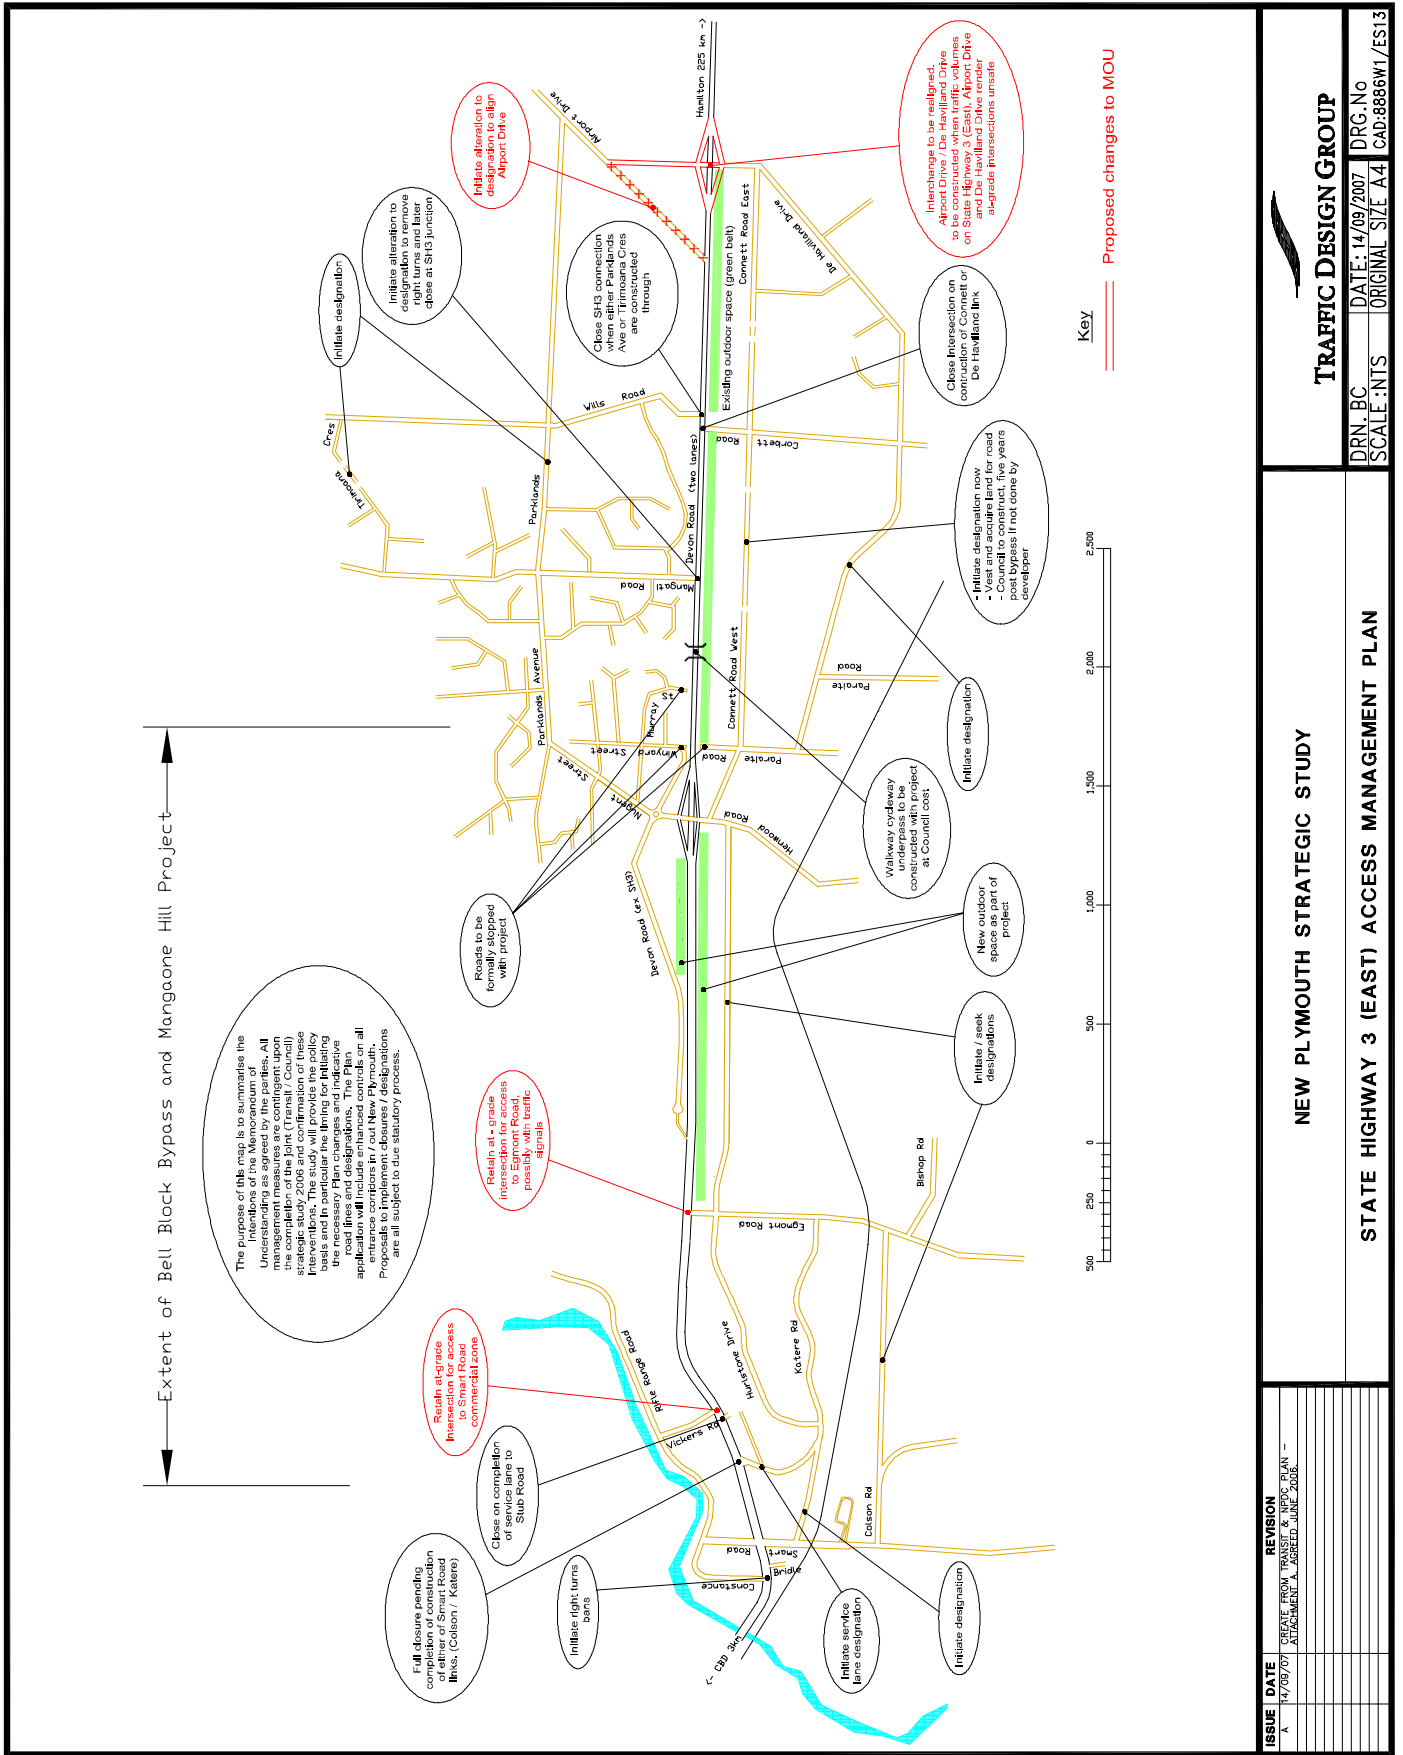 Extent of Bell Block Bypass and Mangaone Hill Project
The purpose of this map is to summarise the
intentions of the Memorandum of
Understanding as agreed by the parties. All
management measures are contingent upon
the completion of the joint (Transit / Council)
strategic study 2006 and confirmation of these
interventions. The study will provide the policy
basis and in particular the timing for initiating
the necessary Plan changes and indicative
road lines and designations. The Plan
application will include enhanced controls on all
entrance corridors in / out New Plymouth.
Proposals to implement closures / designations
are all subject to due statutory process.
Initiate designation
Initiate alteration to
designation to remove
right turns and later
close at SH3 junction
Initiate alteration to
designation to align
Airport Drive
Close SH3 connection
when either Parklands
Ave or Tirimoana Cres
are constructed
through
Roads to be
formally stopped
with project
Retain at - grade
intersection for access
to Egmont Road,
possibly with traffic
signals
Retain at-grade
intersection for access
to Smart Road
commercial zone
Close on completion
of service lane to
Stub Road
Full closure pending
completion of construction
of either of Smart Road
links. (Colson / Katere)
Initiate right turns
bans
Interchange to be realigned.
Airport Drive / De Havilland Drive
to be constructed when traffic volumes
on State Highway 3 (East), Airport Drive
and De Havilland Drive render
at-grade intersections unsafe
Close intersection on
contruction of Connett or
De Havilland link
- Initiate designation now
- Vest and acquire land for road
- Council to construct, five years
post bypass if not done by
developer
Initiate designation
Walkway cycleway
underpass to be
constructed with project
at Council cost
New outdoor
space as part of
project
Initiate / seek
designations
Initiate service
lane designation
Initiate designation
Tirimoana
Cres
Wills Road
Parklands
Airport Drive
Hamilton 225 km ->
Mangati Road
Devon Road (two lanes)
Existing outdoor space (green belt)
Connett Road East
De Havilland Drive
Corbett Road
Parklands Avenue
Murray St
Winyard Street
Nugent Street
Connett Road West
Paraite Road
Paraite Road
Henwood Road
Devon Road (ex SH3)
Egmont Road
Bishop Rd
Rifle Range Road
Vickers Rd
Hurlstone Drive
Katere Rd
Colson Rd
Smart Road
Constance
Bridle
<- CBD 3km
Key
Proposed changes to MOU
500
250
0
500
1,000
1,500
2,000
2,500
ISSUE DATE REVISION
A 14/09/07 CREATE FROM TRANSIT & NPDC PLAN -
ATTACHMENT A, AGREED JUNE 2006.
NEW PLYMOUTH STRATEGIC STUDY
STATE HIGHWAY 3 (EAST) ACCESS MANAGEMENT PLAN
TRAFFIC DESIGN GROUP
DRN. BC
DATE: 14/09/2007
DRG.No
SCALE :NTS
ORIGINAL SIZE A4
CAD:8886W1/ES13